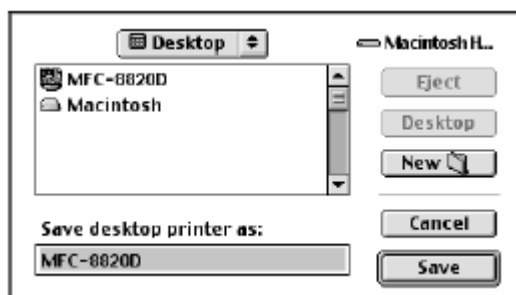 Desktop
Macintosh H...
MFC-8820D
Macintosh
Eject
Desktop
New
Save desktop printer as:
MFC-8820D
Cancel
Save